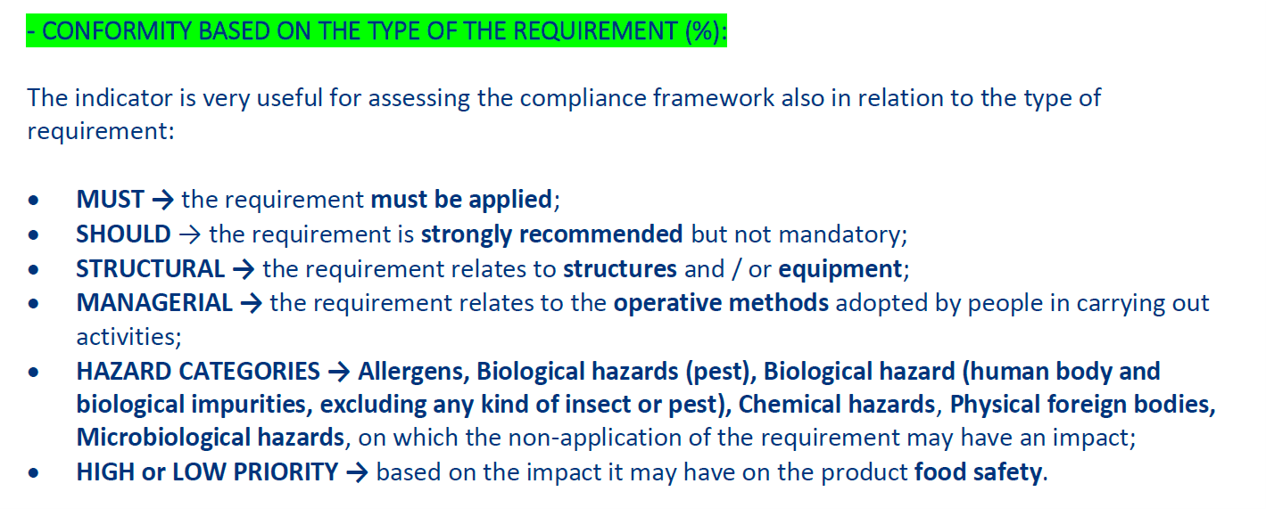 - CONFORMITY BASED ON THE TYPE OF THE REQUIREMENT (%):
The indicator is very useful for assessing the compliance framework also in relation to the type of
requirement:
• MUST → the requirement must be applied;
• SHOULD → the requirement is strongly recommended but not mandatory;
• STRUCTURAL → the requirement relates to structures and / or equipment;
• MANAGERIAL → the requirement relates to the operative methods adopted by people in carrying out
activities;
• HAZARD CATEGORIES → Allergens, Biological hazards (pest), Biological hazard (human body and
biological impurities, excluding any kind of insect or pest), Chemical hazards, Physical foreign bodies,
Microbiological hazards, on which the non-application of the requirement may have an impact;
• HIGH or LOW PRIORITY → based on the impact it may have on the product food safety.